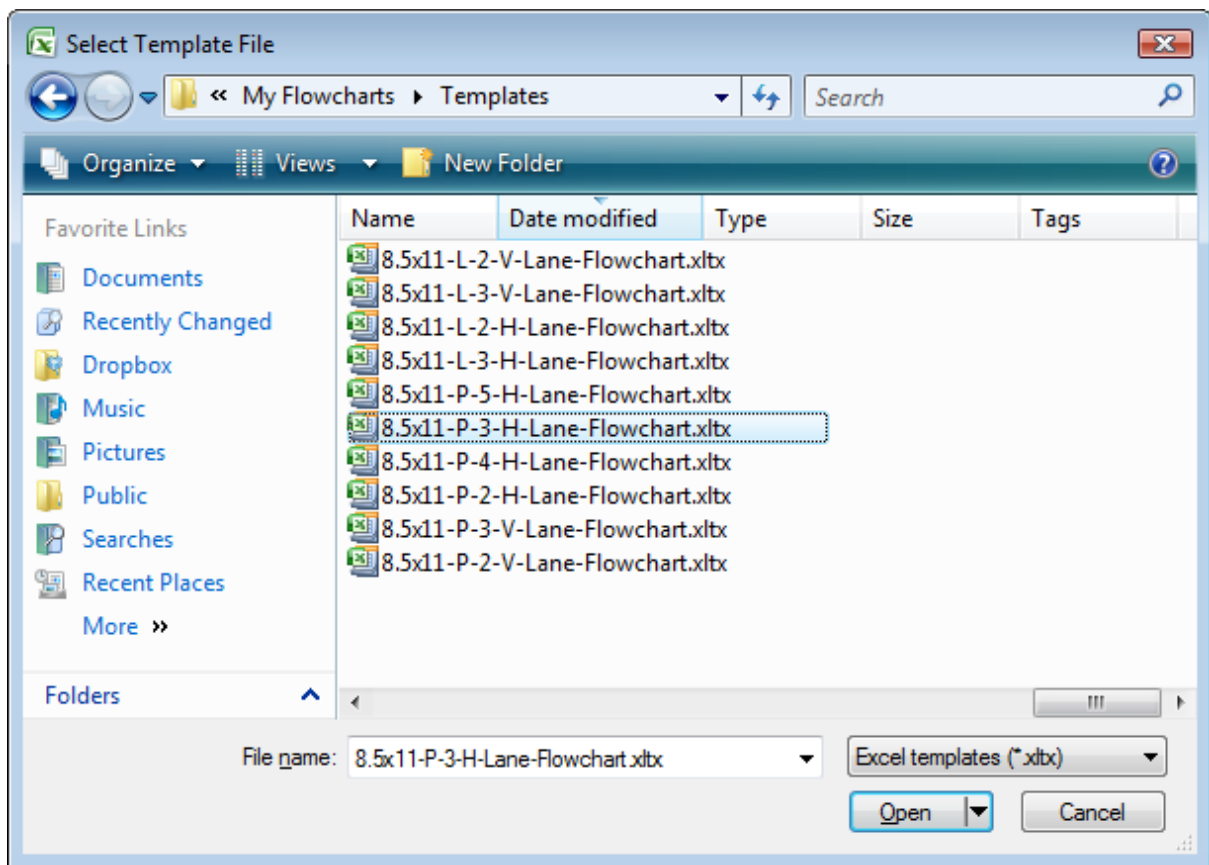 Select Template File
« My Flowcharts Templates Search
Organize Views New Folder ?
Favorite Links
Documents
Recently Changed
Dropbox
Music
Pictures
Public
Searches
Recent Places
More »
Folders
Name Date modified Type Size Tags
8.5x11-L-2-V-Lane-Flowchart.xltx
8.5x11-L-3-V-Lane-Flowchart.xltx
8.5x11-L-2-H-Lane-Flowchart.xltx
8.5x11-L-3-H-Lane-Flowchart.xltx
8.5x11-P-5-H-Lane-Flowchart.xltx
8.5x11-P-3-H-Lane-Flowchart.xltx
8.5x11-P-4-H-Lane-Flowchart.xltx
8.5x11-P-2-H-Lane-Flowchart.xltx
8.5x11-P-3-V-Lane-Flowchart.xltx
8.5x11-P-2-V-Lane-Flowchart.xltx
File name: 8.5x11-P-3-H-Lane-Flowchart.xltx Excel templates (*.xltx)
Open Cancel